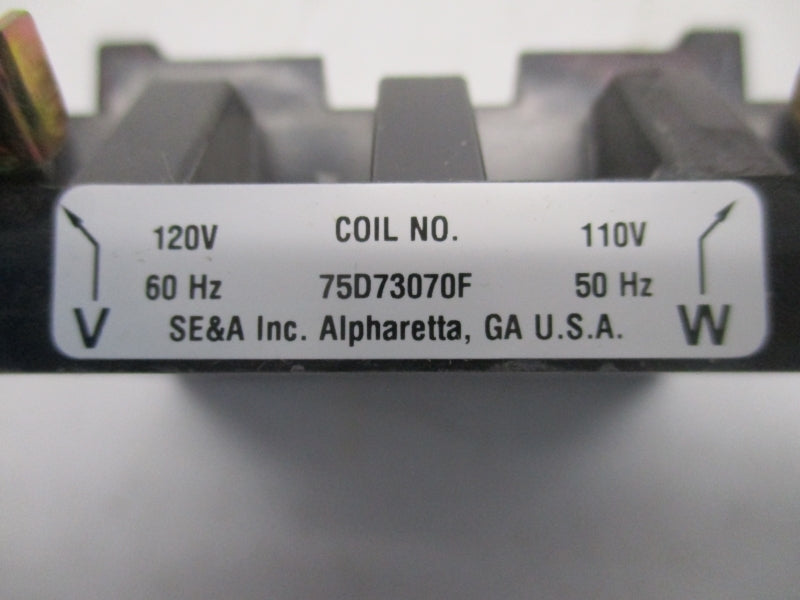 120V COIL NO. 110V
60 Hz 75D73070F 50 Hz
V SE&A Inc. Alpharetta, GA U.S.A. W